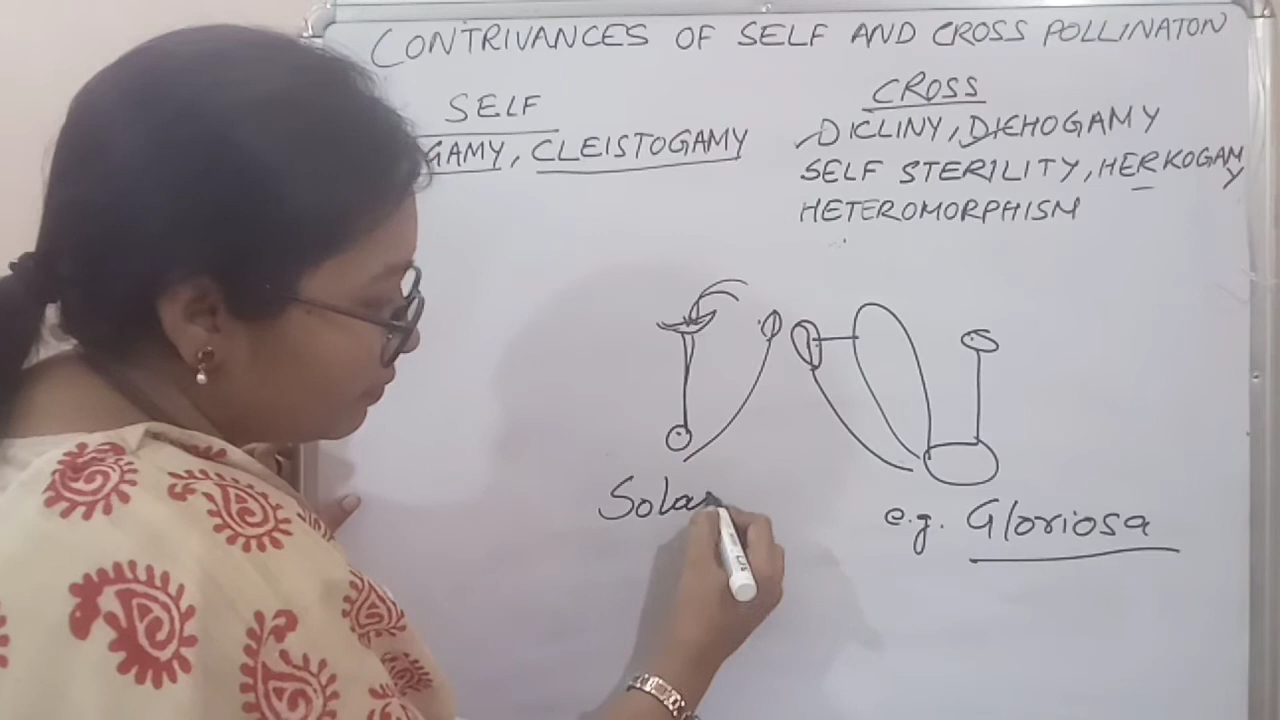 CONTRIVANCES OF SELF AND CROSS POLLINATON
SELF
GAMY, CLEISTOGAMY
CROSS
DICLINY, DICHOGAMY
SELF STERILITY, HERKOGAMY
HETEROMORPHISM
Sola
e.g. Gloriosa